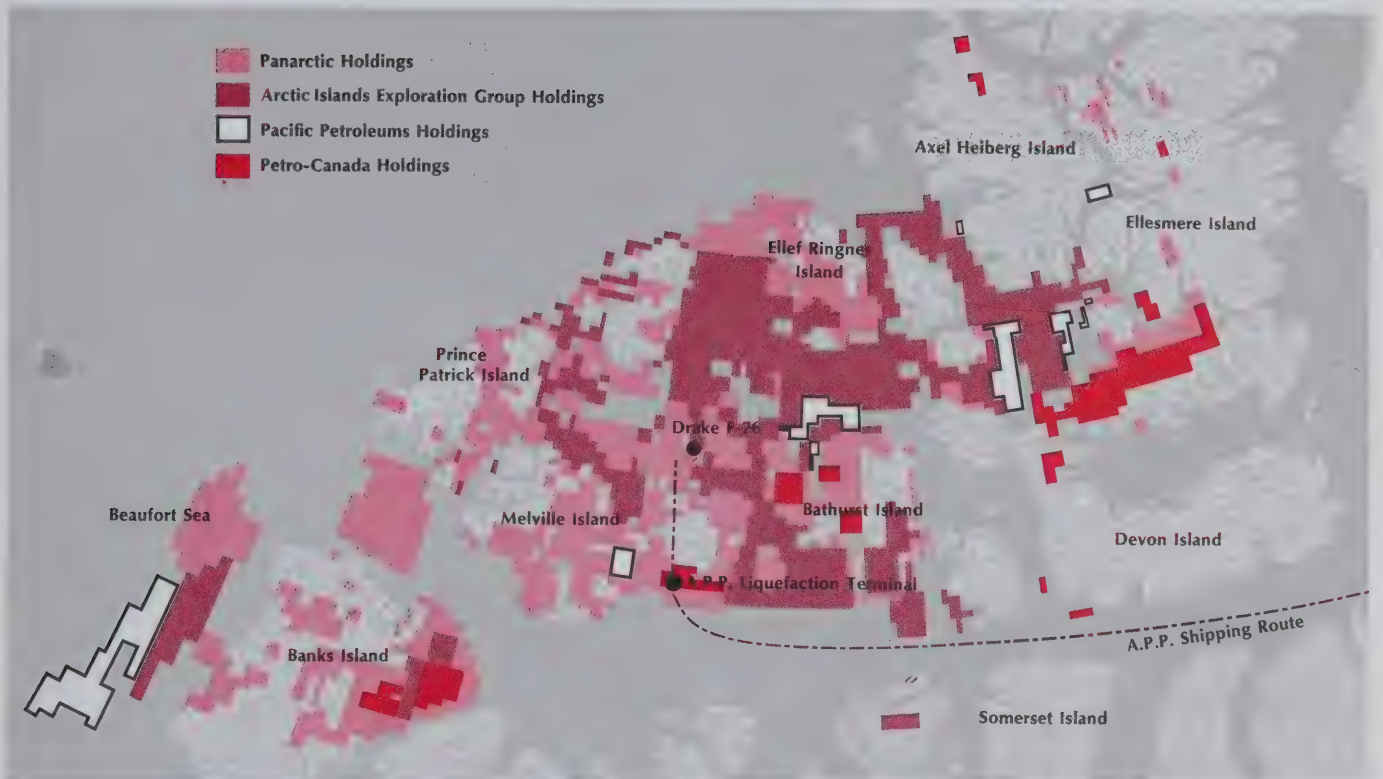 Panarctic Holdings
Arctic Islands Exploration Group Holdings
Pacific Petroleums Holdings
Petro-Canada Holdings
Axel Heiberg Island
Ellesmere Island
Ellef Ringnes
Island
Prince
Patrick Island
Drake F-76
Beaufort Sea
Melville Island
Bathurst Island
Devon Island
A.P.P. Liquefaction Terminal
A.P.P. Shipping Route
Banks Island
Somerset Island